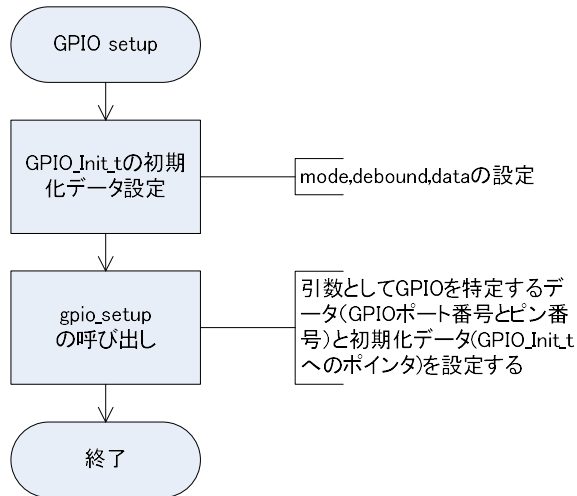 GPIO setup
GPIO_Init_tの初期
化データ設定
mode,debound,dataの設定
gpio_setup
の呼び出し
引数としてGPIOを特定するデ
ータ(GPIOポート番号とピン番
号)と初期化データ(GPIO_Init_t
へのポインタ)を設定する
終了